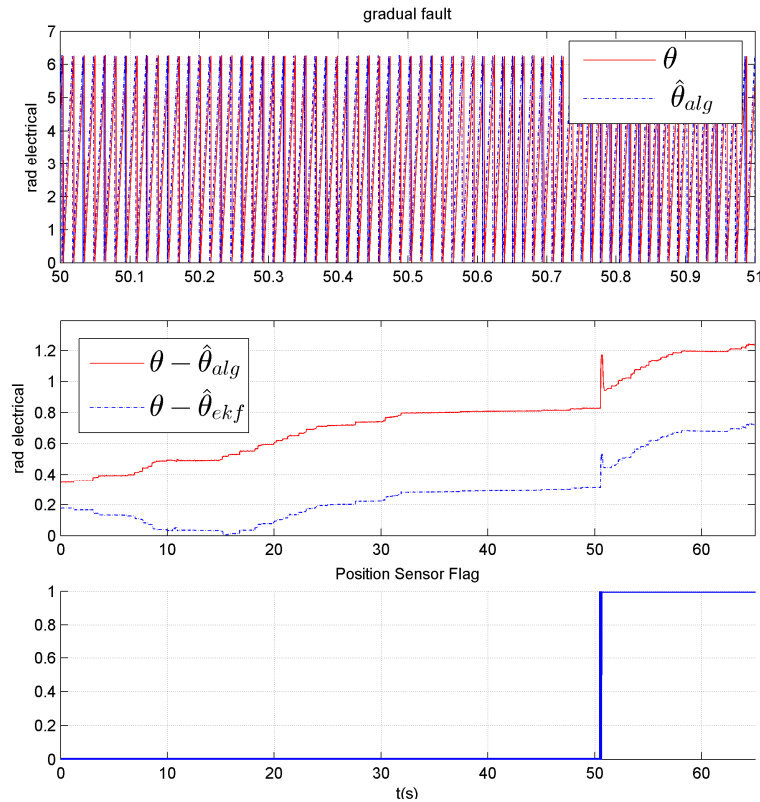 gradual fault
7
6
5
4
3
2
1
0
rad electrical
θ
θ̂alg
50 50.1 50.2 50.3 50.4 50.5 50.6 50.7 50.8 50.9 51
1.2
1
0.8
0.6
0.4
0.2
0
rad electrical
θ − θ̂alg
θ − θ̂ekf
0 10 20 30 40 50 60
Position Sensor Flag
1
0.8
0.6
0.4
0.2
0
0 10 20 30 40 50 60
t(s)